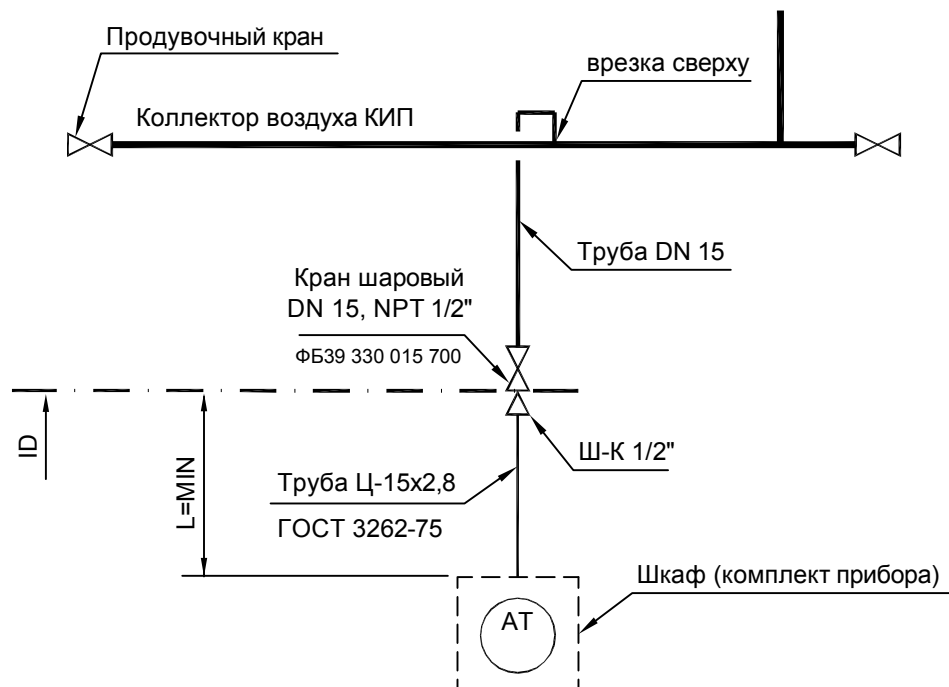 Продувочный кран
врезка сверху
Коллектор воздуха КИП
Труба DN 15
Кран шаровый
DN 15, NPT 1/2"
ФБ39 330 015 700
ID
L=MIN
Ш-К 1/2"
Труба Ц-15х2,8
ГОСТ 3262-75
Шкаф (комплект прибора)
АТ